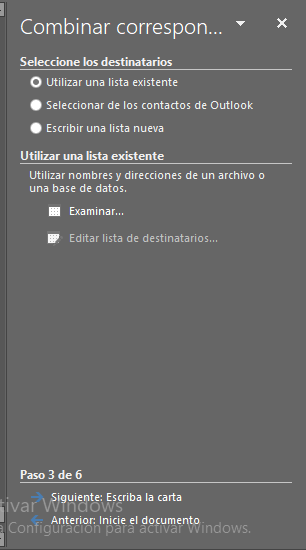 Combinar correspon...
Seleccione los destinatarios
Utilizar una lista existente
Seleccionar de los contactos de Outlook
Escribir una lista nueva
Utilizar una lista existente
Utilizar nombres y direcciones de un archivo o
una base de datos.
Examinar...
Editar lista de destinatarios...
Paso 3 de 6
Siguiente: Escriba la carta
tivar Windows
Anterior: Inicie el documento
a Configuración para activar Windows.